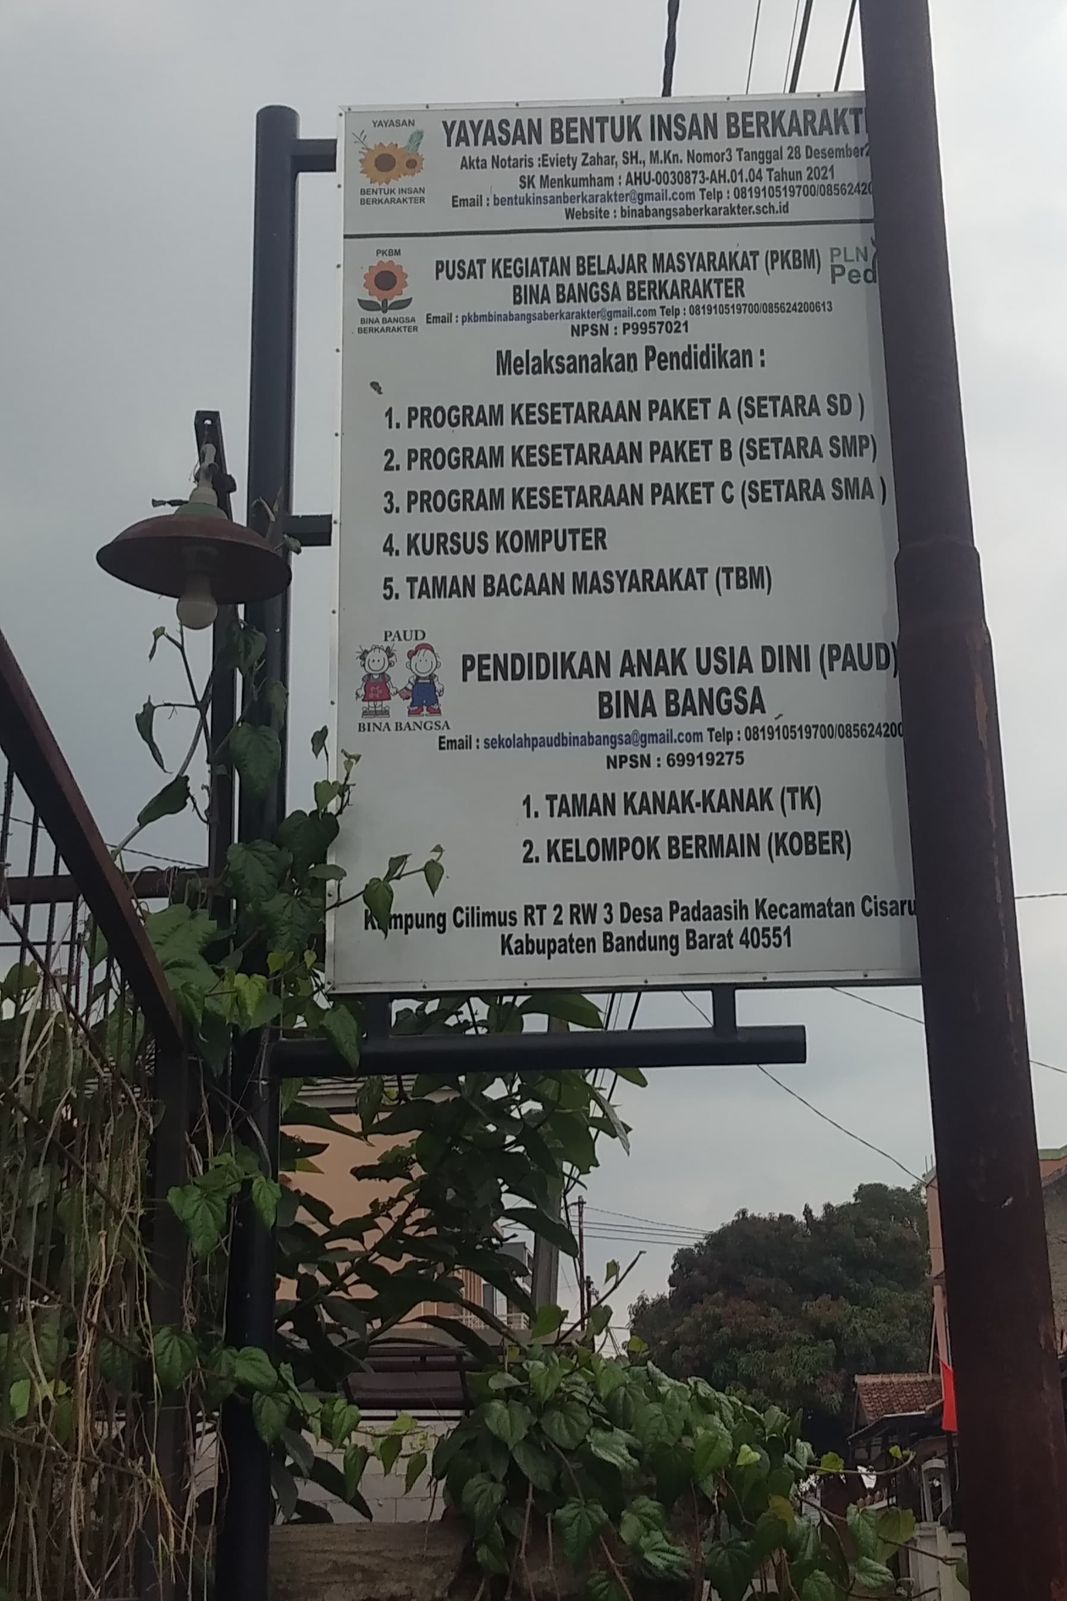 YAYASAN
BENTUK INSAN
BERKARAKTER
YAYASAN BENTUK INSAN BERKARAKT
Akta Notaris :Eviety Zahar, SH., M.Kn. Nomor3 Tanggal 28 Desember2
SK Menkumham : AHU-0030873-AH.01.04 Tahun 2021
Email : bentukinsanberkarakter@gmail.com Telp : 081910519700/08562420
Website : binabangsaberkarakter.sch.id
PKBM
BINA BANGSA
BERKARAKTER
PUSAT KEGIATAN BELAJAR MASYARAKAT (PKBM)
BINA BANGSA BERKARAKTER
PLN
Ped
Email : pkbmbinabangsaberkarakter@gmail.com Telp : 081910519700/085624200613
NPSN : P9957021
Melaksanakan Pendidikan :
1. PROGRAM KESETARAAN PAKET A (SETARA SD )
2. PROGRAM KESETARAAN PAKET B (SETARA SMP)
3. PROGRAM KESETARAAN PAKET C (SETARA SMA )
4. KURSUS KOMPUTER
5. TAMAN BACAAN MASYARAKAT (TBM)
PAUD
BINA BANGSA
PENDIDIKAN ANAK USIA DINI (PAUD)
BINA BANGSA
Email : sekolahpaudbinabangsa@gmail.com Telp : 081910519700/085624200
NPSN : 69919275
1. TAMAN KANAK-KANAK (TK)
2. KELOMPOK BERMAIN (KOBER)
Kampung Cilimus RT 2 RW 3 Desa Padaasih Kecamatan Cisaru
Kabupaten Bandung Barat 40551